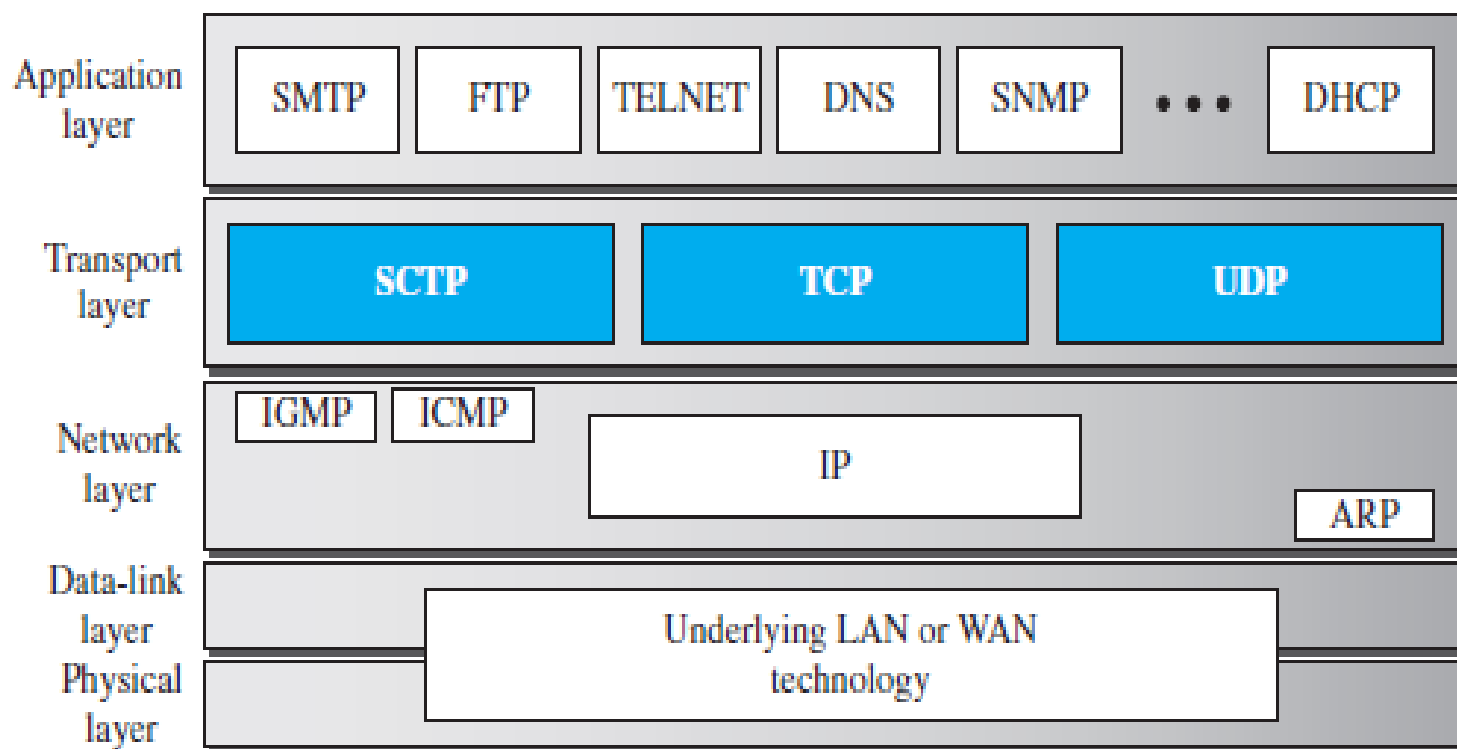 Application
layer
SMTP
FTP
TELNET
DNS
SNMP
•••
DHCP
Transport
layer
SCTP
TCP
UDP
Network
layer
IGMP
ICMP
IP
ARP
Data-link
layer
Physical
layer
Underlying LAN or WAN
technology